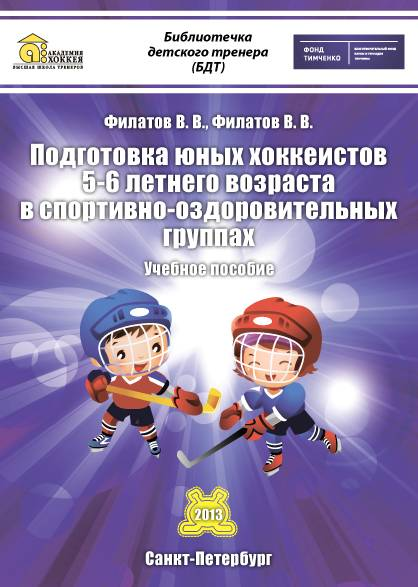 АКАДЕМИЯ
ХОККЕЯ
ВЫСШАЯ ШКОЛА ТРЕНЕРОВ
Библиотечка
детского тренера
(БДТ)
ФОНД
ТИМЧЕНКО
Филатов В. В., Филатов В. В.
Подготовка юных хоккеистов
5-6 летнего возраста
в спортивно-оздоровительных
группах
Учебное пособие
2013
Санкт-Петербург